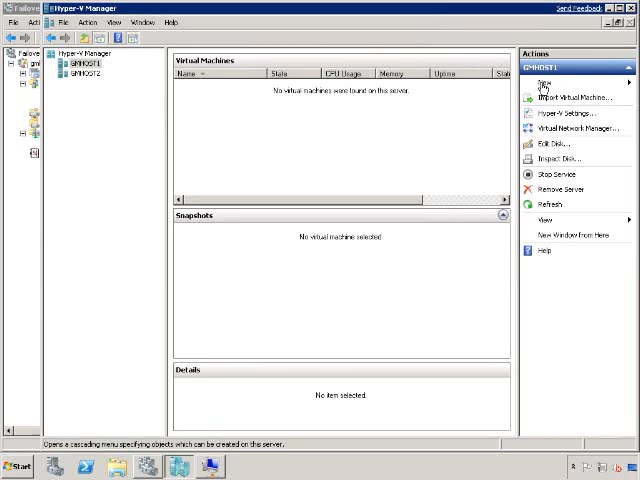 Failove
Hyper-V Manager
Send Feedback
File
Acti
File
Action
View
Window
Help
Failove
gm
Hyper-V Manager
GMHOST1
GMHOST2
Virtual Machines
Name
State
CPU Usage
Memory
Uptime
Stat
No virtual machines were found on this server.
Snapshots
No virtual machine selected.
Details
No item selected.
Actions
GMHOST1
New
Import Virtual Machine...
Hyper-V Settings...
Virtual Network Manager...
Edit Disk...
Inspect Disk...
Stop Service
Remove Server
Refresh
View
New Window from Here
Help
Opens a cascading menu specifying objects which can be created on this server.
Start